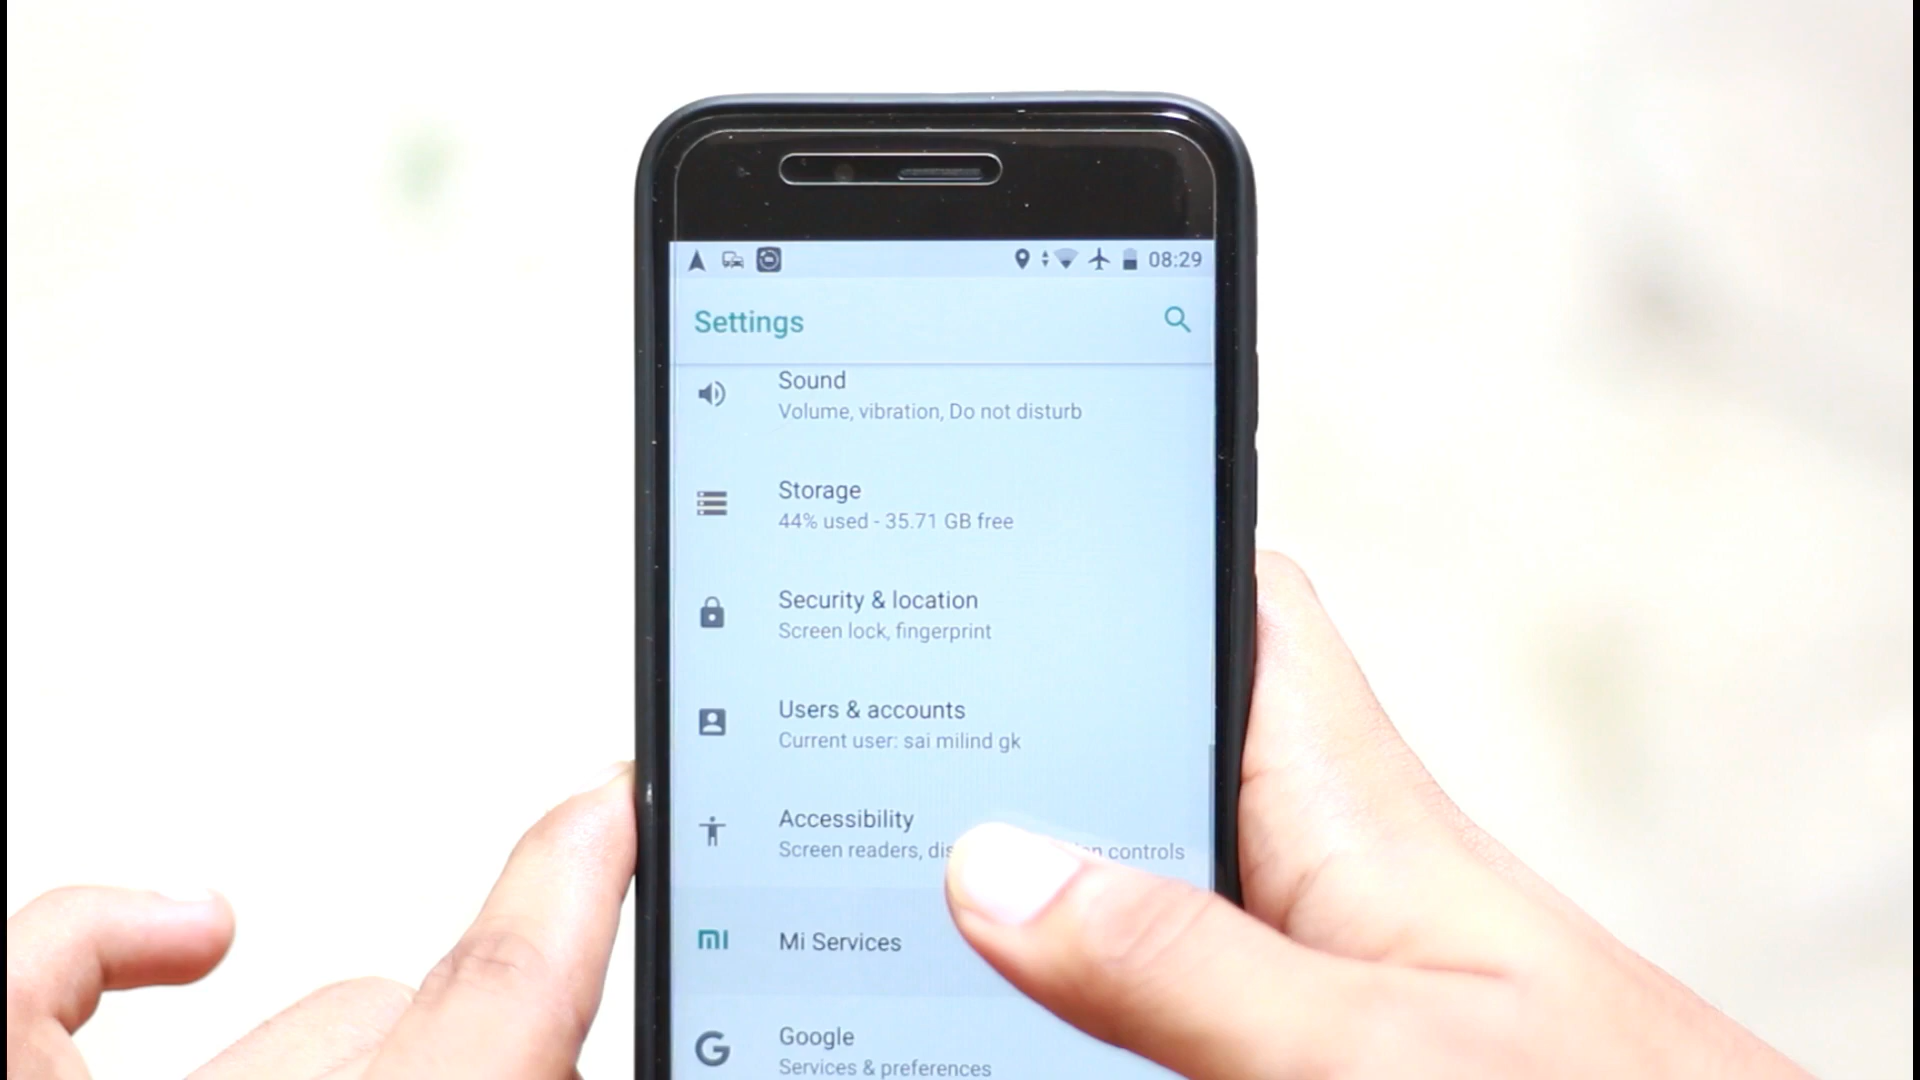 08:29
Settings
Sound
Volume, vibration, Do not disturb
Storage
44% used - 35.71 GB free
Security & location
Screen lock, fingerprint
Users & accounts
Current user: sai milind gk
Accessibility
Screen readers, controls
Mi Services
Google
Services & preferences